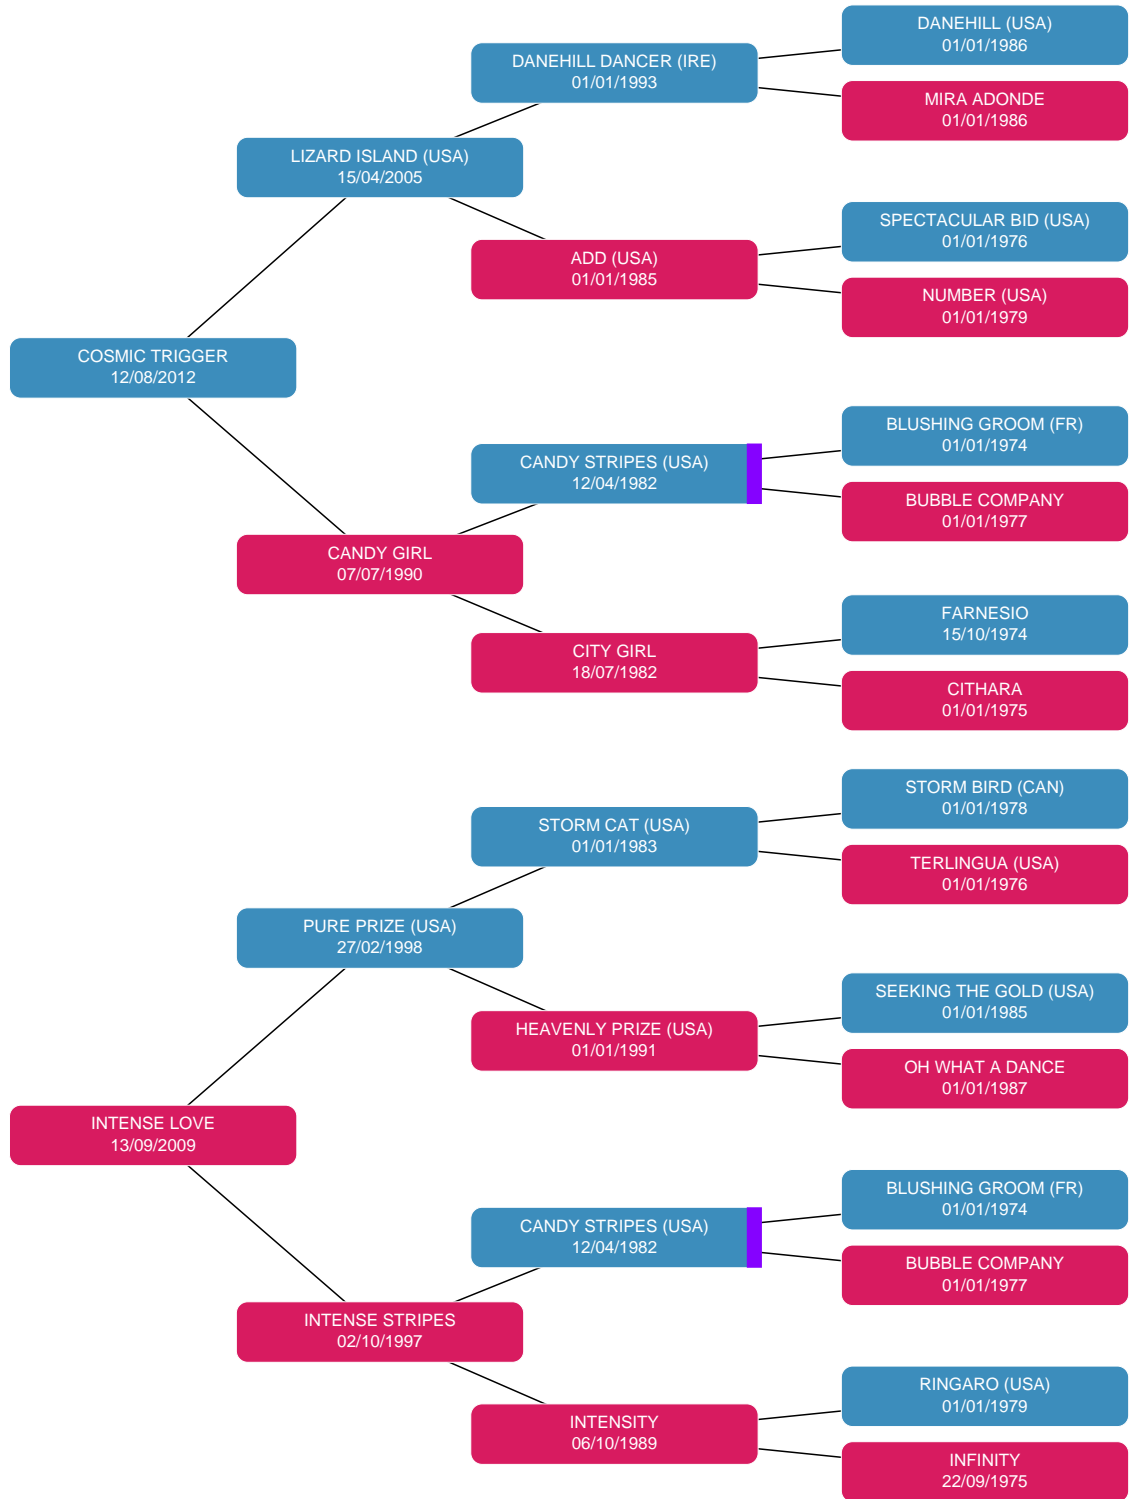 DANEHILL (USA)
01/01/1986
DANEHILL DANCER (IRE)
01/01/1993
MIRA ADONDE
01/01/1986
LIZARD ISLAND (USA)
15/04/2005
SPECTACULAR BID (USA)
01/01/1976
ADD (USA)
01/01/1985
NUMBER (USA)
01/01/1979
COSMIC TRIGGER
12/08/2012
BLUSHING GROOM (FR)
01/01/1974
CANDY STRIPES (USA)
12/04/1982
BUBBLE COMPANY
01/01/1977
CANDY GIRL
07/07/1990
FARNESIO
15/10/1974
CITY GIRL
18/07/1982
CITHARA
01/01/1975
STORM BIRD (CAN)
01/01/1978
STORM CAT (USA)
01/01/1983
TERLINGUA (USA)
01/01/1976
PURE PRIZE (USA)
27/02/1998
SEEKING THE GOLD (USA)
01/01/1985
HEAVENLY PRIZE (USA)
01/01/1991
OH WHAT A DANCE
01/01/1987
INTENSE LOVE
13/09/2009
BLUSHING GROOM (FR)
01/01/1974
CANDY STRIPES (USA)
12/04/1982
BUBBLE COMPANY
01/01/1977
INTENSE STRIPES
02/10/1997
RINGARO (USA)
01/01/1979
INTENSITY
06/10/1989
INFINITY
22/09/1975